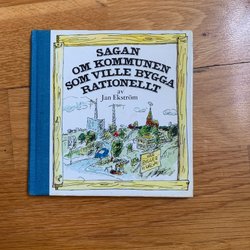 SAGAN
OM KOMMUNEN
SOM VILLE BYGGA
RATIONELLT
av
Jan Ekström